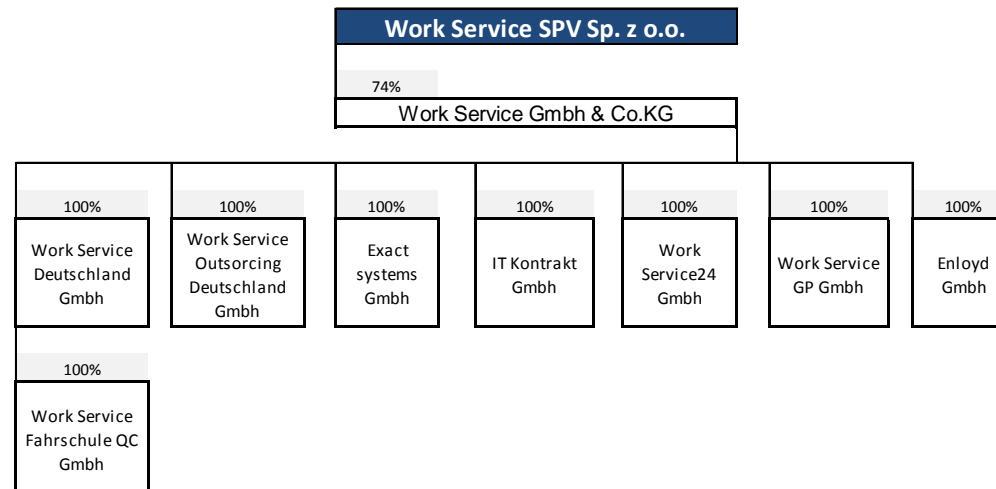 Work Service SPV Sp. z o.o.
74%
Work Service Gmbh & Co.KG
100%
100%
100%
100%
100%
100%
100%
Work Service
Deutschland
Gmbh
Work Service
Outsorcing
Deutschland
Gmbh
Exact
systems
Gmbh
IT Kontrakt
Gmbh
Work
Service24
Gmbh
Work Service
GP Gmbh
Enloyd
Gmbh
100%
Work Service
Fahrschule QC
Gmbh